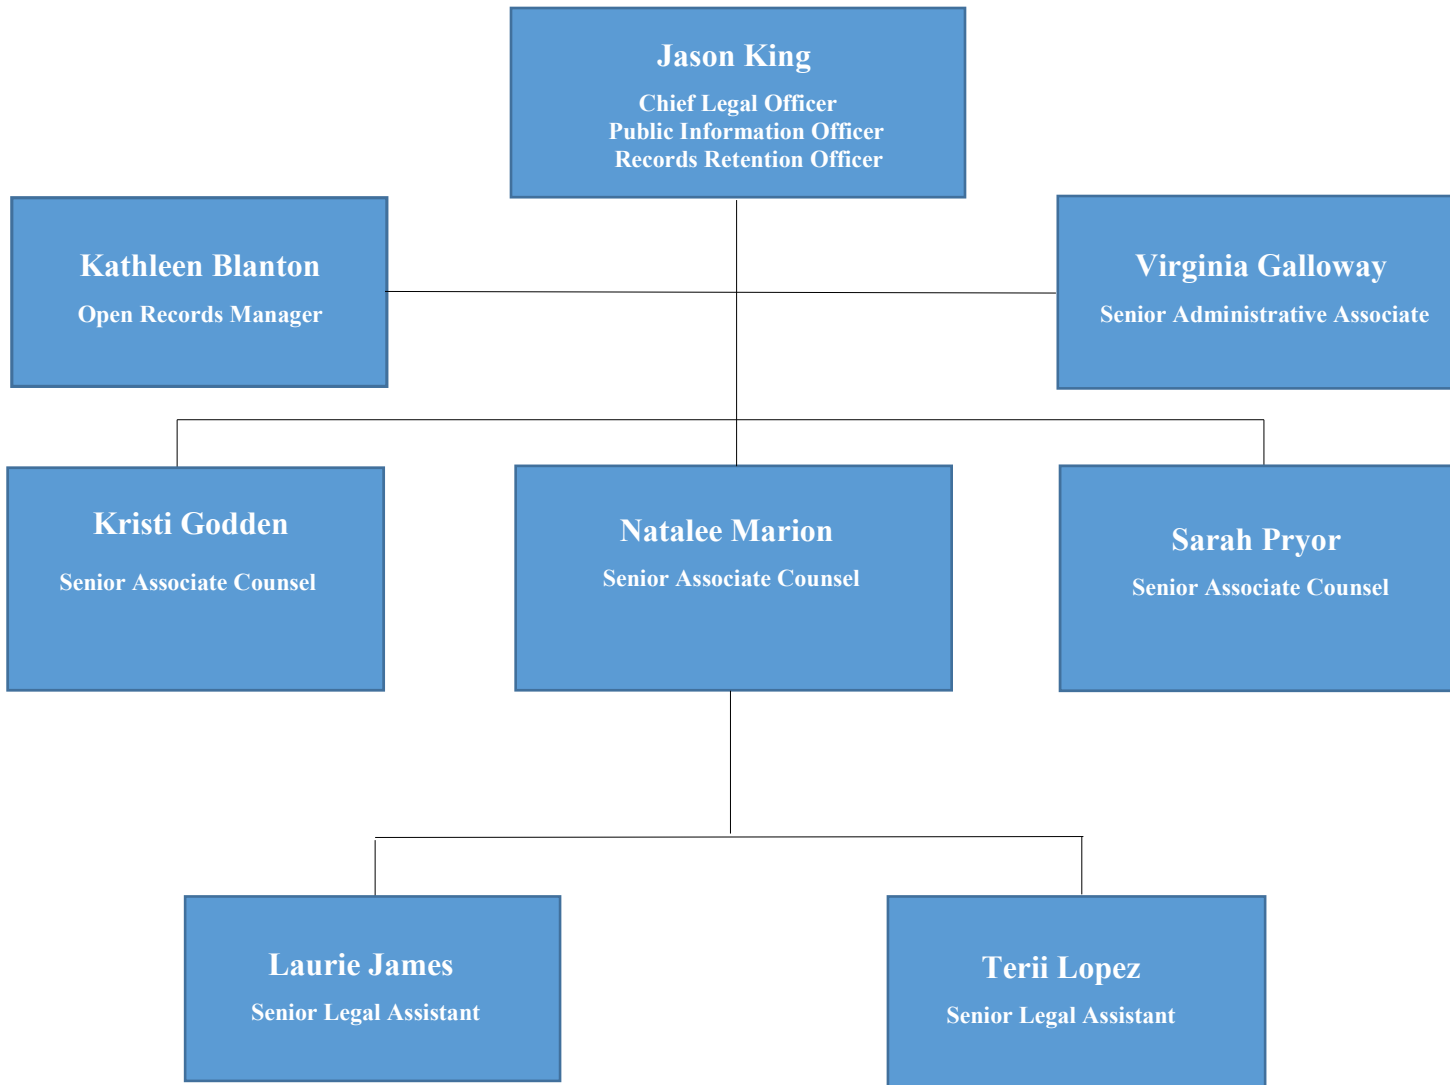 Jason King
Chief Legal Officer
Public Information Officer
Records Retention Officer
Kathleen Blanton
Open Records Manager
Virginia Galloway
Senior Administrative Associate
Kristi Godden
Senior Associate Counsel
Natalee Marion
Senior Associate Counsel
Sarah Pryor
Senior Associate Counsel
Laurie James
Senior Legal Assistant
Terii Lopez
Senior Legal Assistant